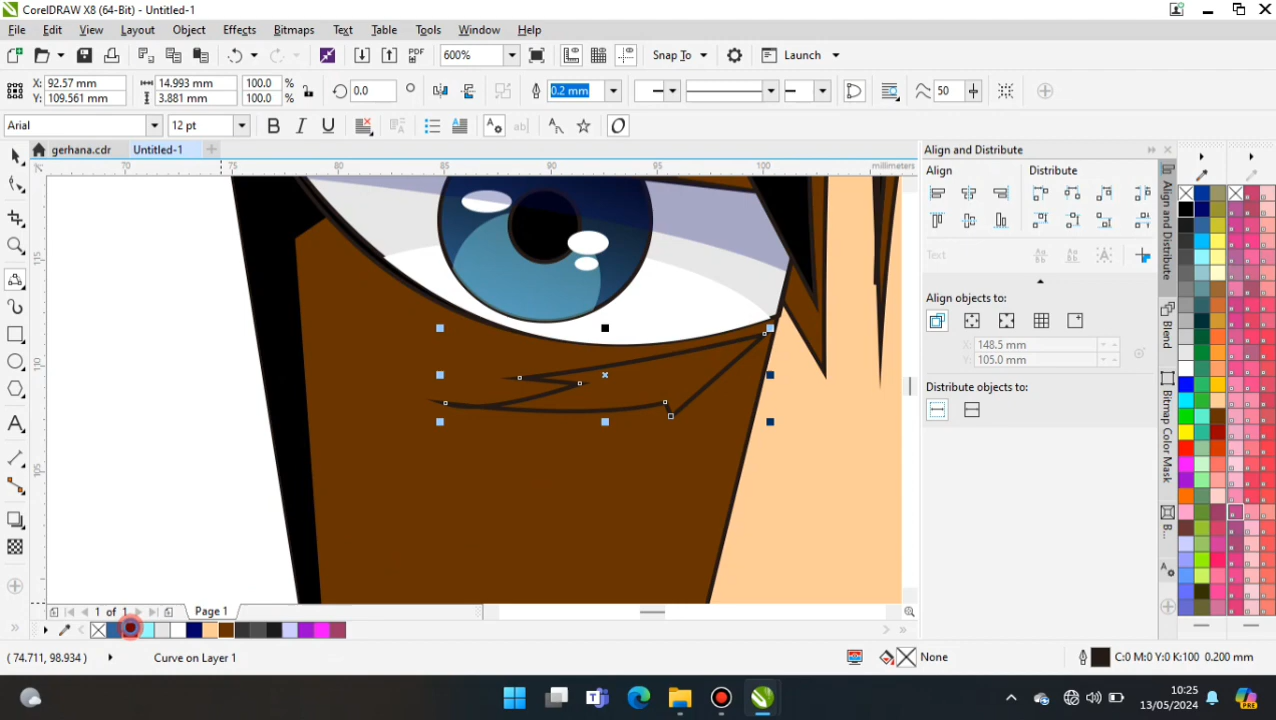 CorelDRAW X8 (64-Bit) - Untitled-1
File Edit View Layout Object Effects Bitmaps Text Table Tools Window Help
600% Snap To Launch
X: 92.57 mm 14.993 mm 100.0 % 0.0 0.2 mm 50
Y: 109.561 mm 3.881 mm 100.0 %
Arial 12 pt
gerhana.cdr Untitled-1 Align and Distribute
70 75 80 85 90 95 100 millimeters
Align Distribute
Text
Align objects to:
X: 148.5 mm
Y: 105.0 mm
Distribute objects to:
Align and Distribute
Blend
Bitmap Color Mask
B...
115
110
105
1 of 1 Page 1
(74.711, 98.934) Curve on Layer 1 None C:0 M:0 Y:0 K:100 0.200 mm
10:25
13/05/2024
PRE